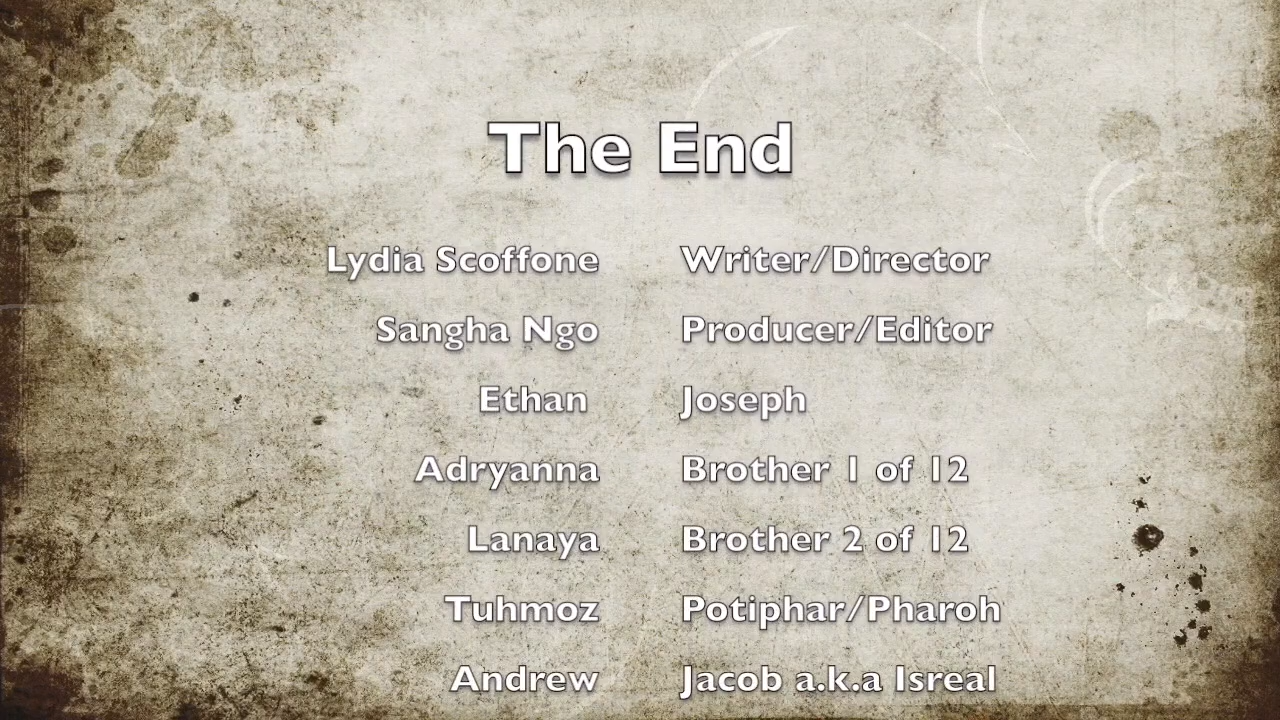 The End
Lydia Scoffone Writer/Director
Sangha Ngo Producer/Editor
Ethan Joseph
Adryanna Brother 1 of 12
Lanaya Brother 2 of 12
Tuhmoz Potiphar/Pharoh
Andrew Jacob a.k.a Isreal